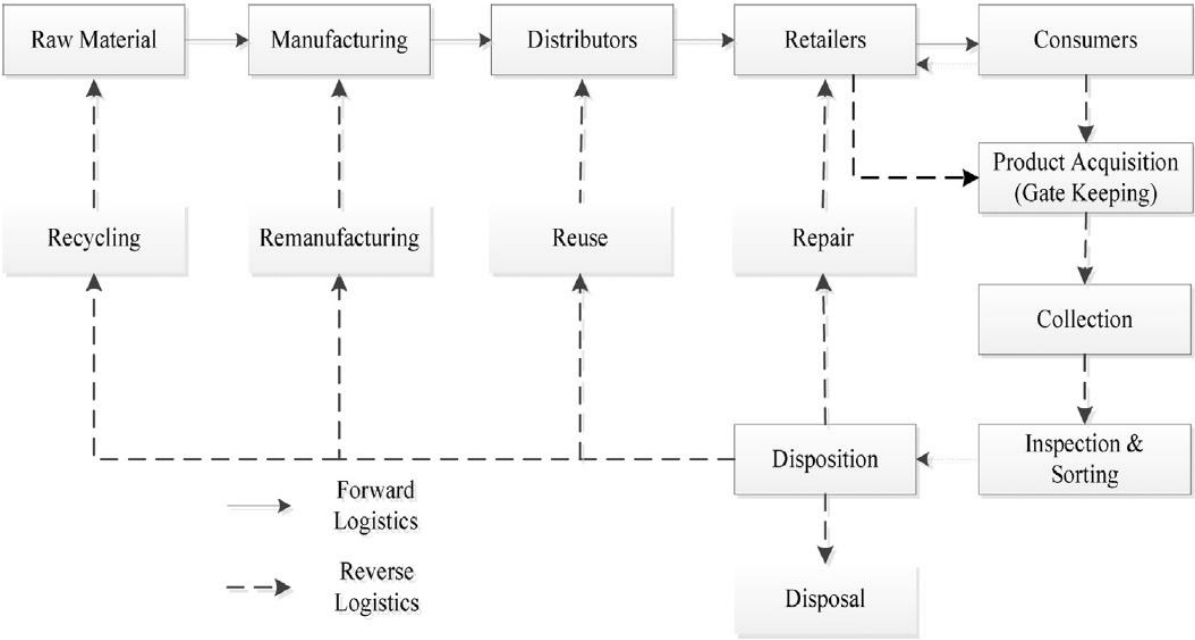 Raw Material
Manufacturing
Distributors
Retailers
Consumers
Product Acquisition
(Gate Keeping)
Recycling
Remanufacturing
Reuse
Repair
Collection
Disposition
Inspection &
Sorting
Forward
Logistics
Reverse
Logistics
Disposal